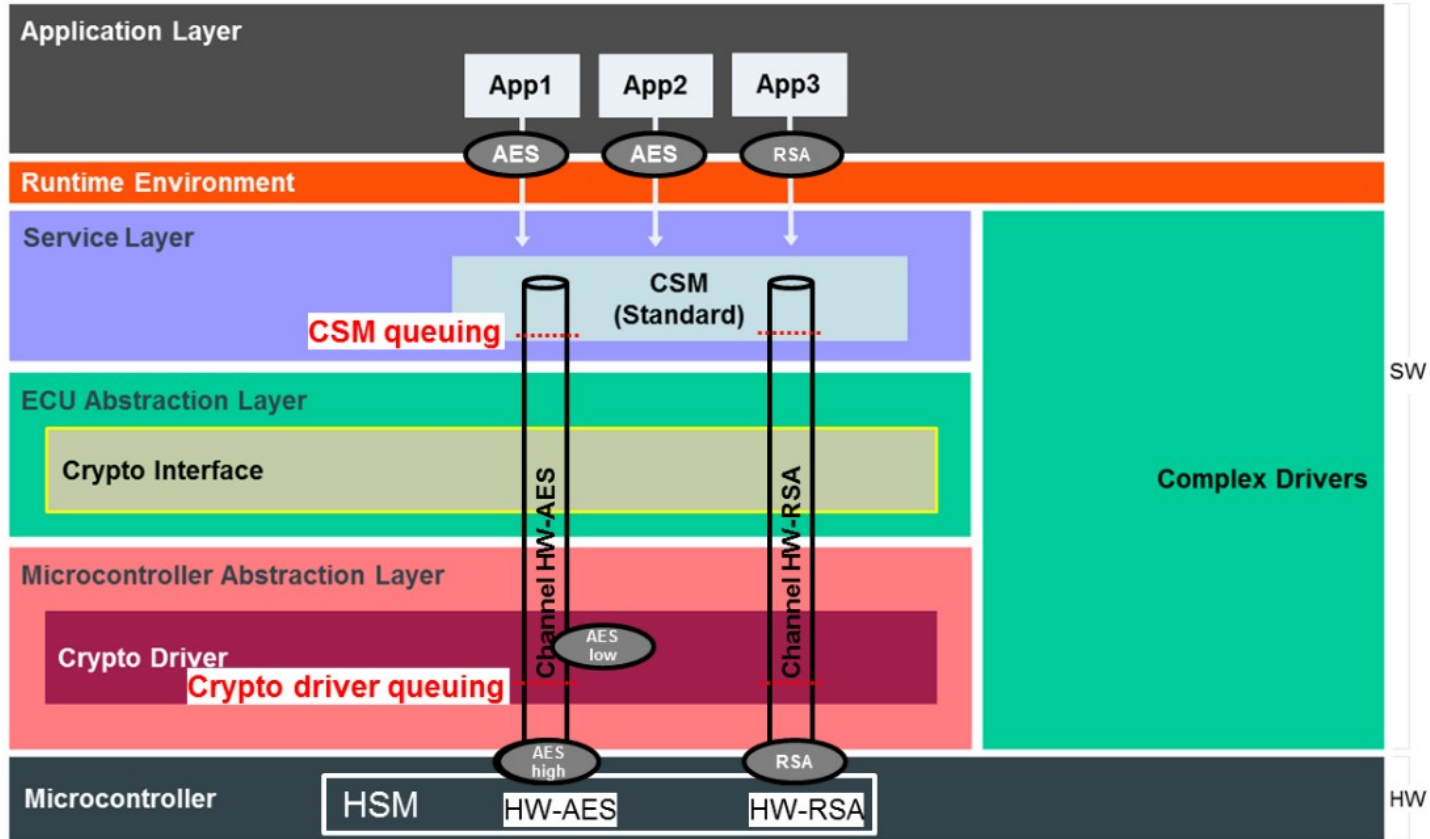 Application Layer
App1
App2
App3
AES
AES
RSA
Runtime Environment
Service Layer
CSM
(Standard)
CSM queuing
SW
ECU Abstraction Layer
Crypto Interface
Channel HW-AES
Channel HW-RSA
Complex Drivers
Microcontroller Abstraction Layer
AES
low
Crypto Driver
Crypto driver queuing
AES
high
RSA
Microcontroller
HSM
HW-AES
HW-RSA
HW